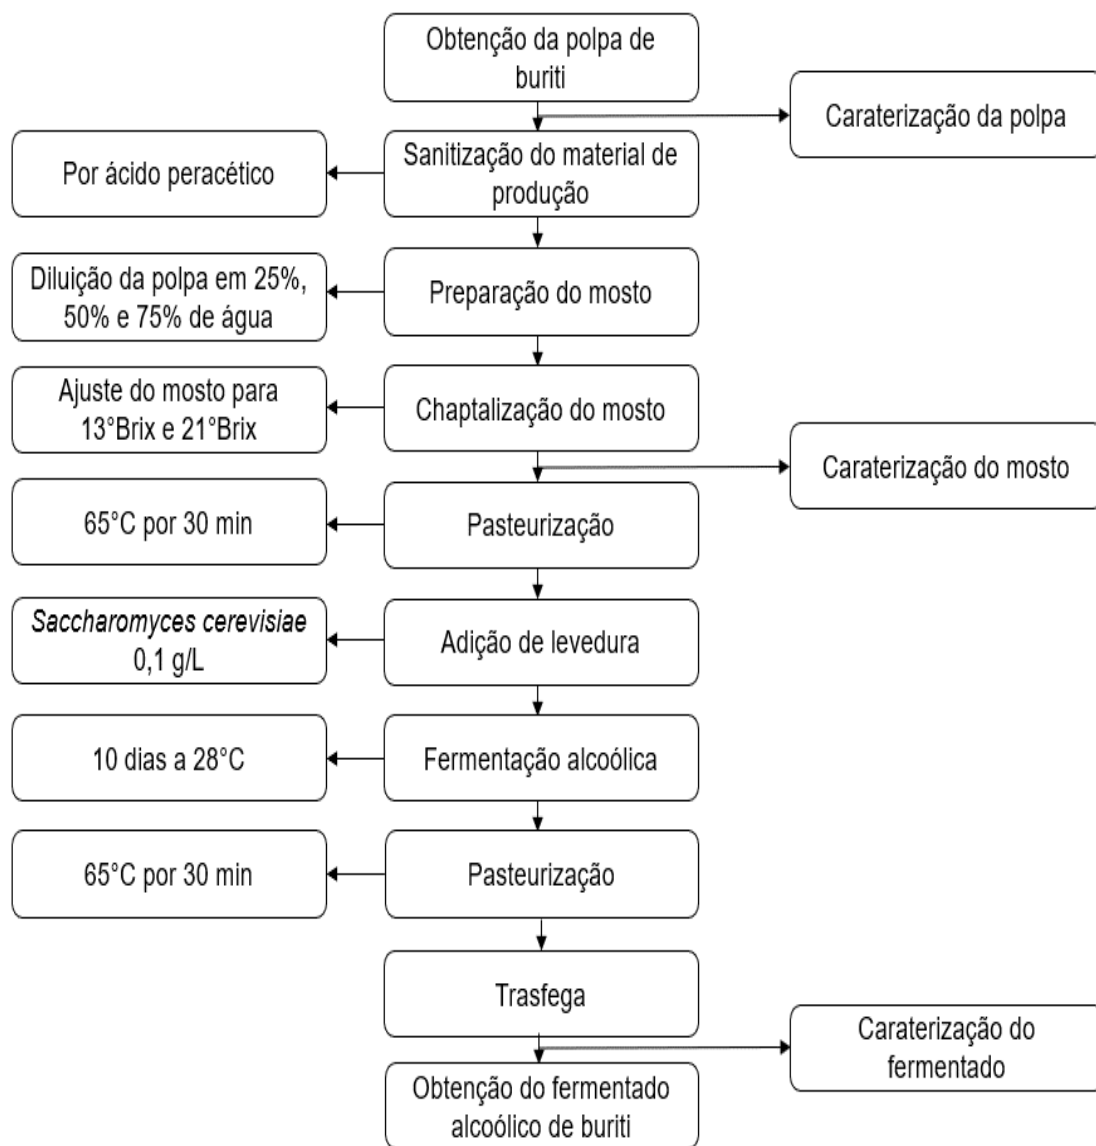 Obtenção da polpa de
buriti
Caraterização da polpa
Por ácido peracético
Sanitização do material de
produção
Diluição da polpa em 25%,
50% e 75% de água
Preparação do mosto
Ajuste do mosto para
13°Brix e 21°Brix
Chaptalização do mosto
Caraterização do mosto
65°C por 30 min
Pasteurização
Saccharomyces cerevisiae
0,1 g/L
Adição de levedura
10 dias a 28°C
Fermentação alcoólica
65°C por 30 min
Pasteurização
Trasfega
Caraterização do
fermentado
Obtenção do fermentado
alcoólico de buriti